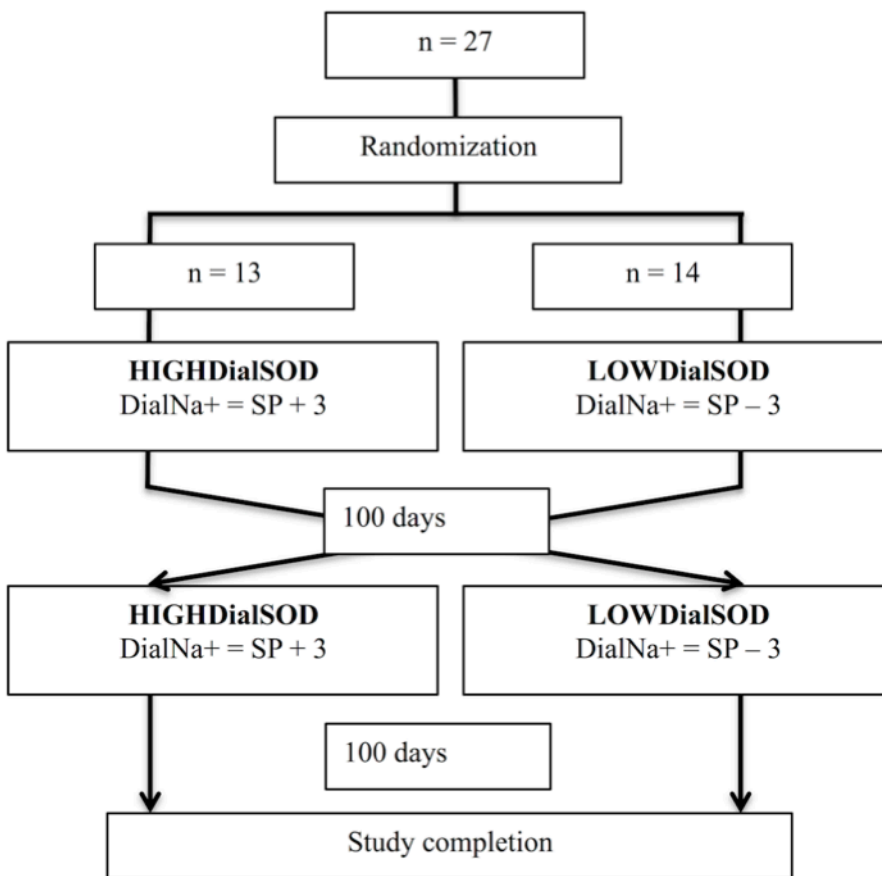 n = 27
Randomization
n = 13
n = 14
HIGHDialSOD
DialNa+ = SP + 3
LOWDialSOD
DialNa+ = SP – 3
100 days
HIGHDialSOD
DialNa+ = SP + 3
LOWDialSOD
DialNa+ = SP – 3
100 days
Study completion